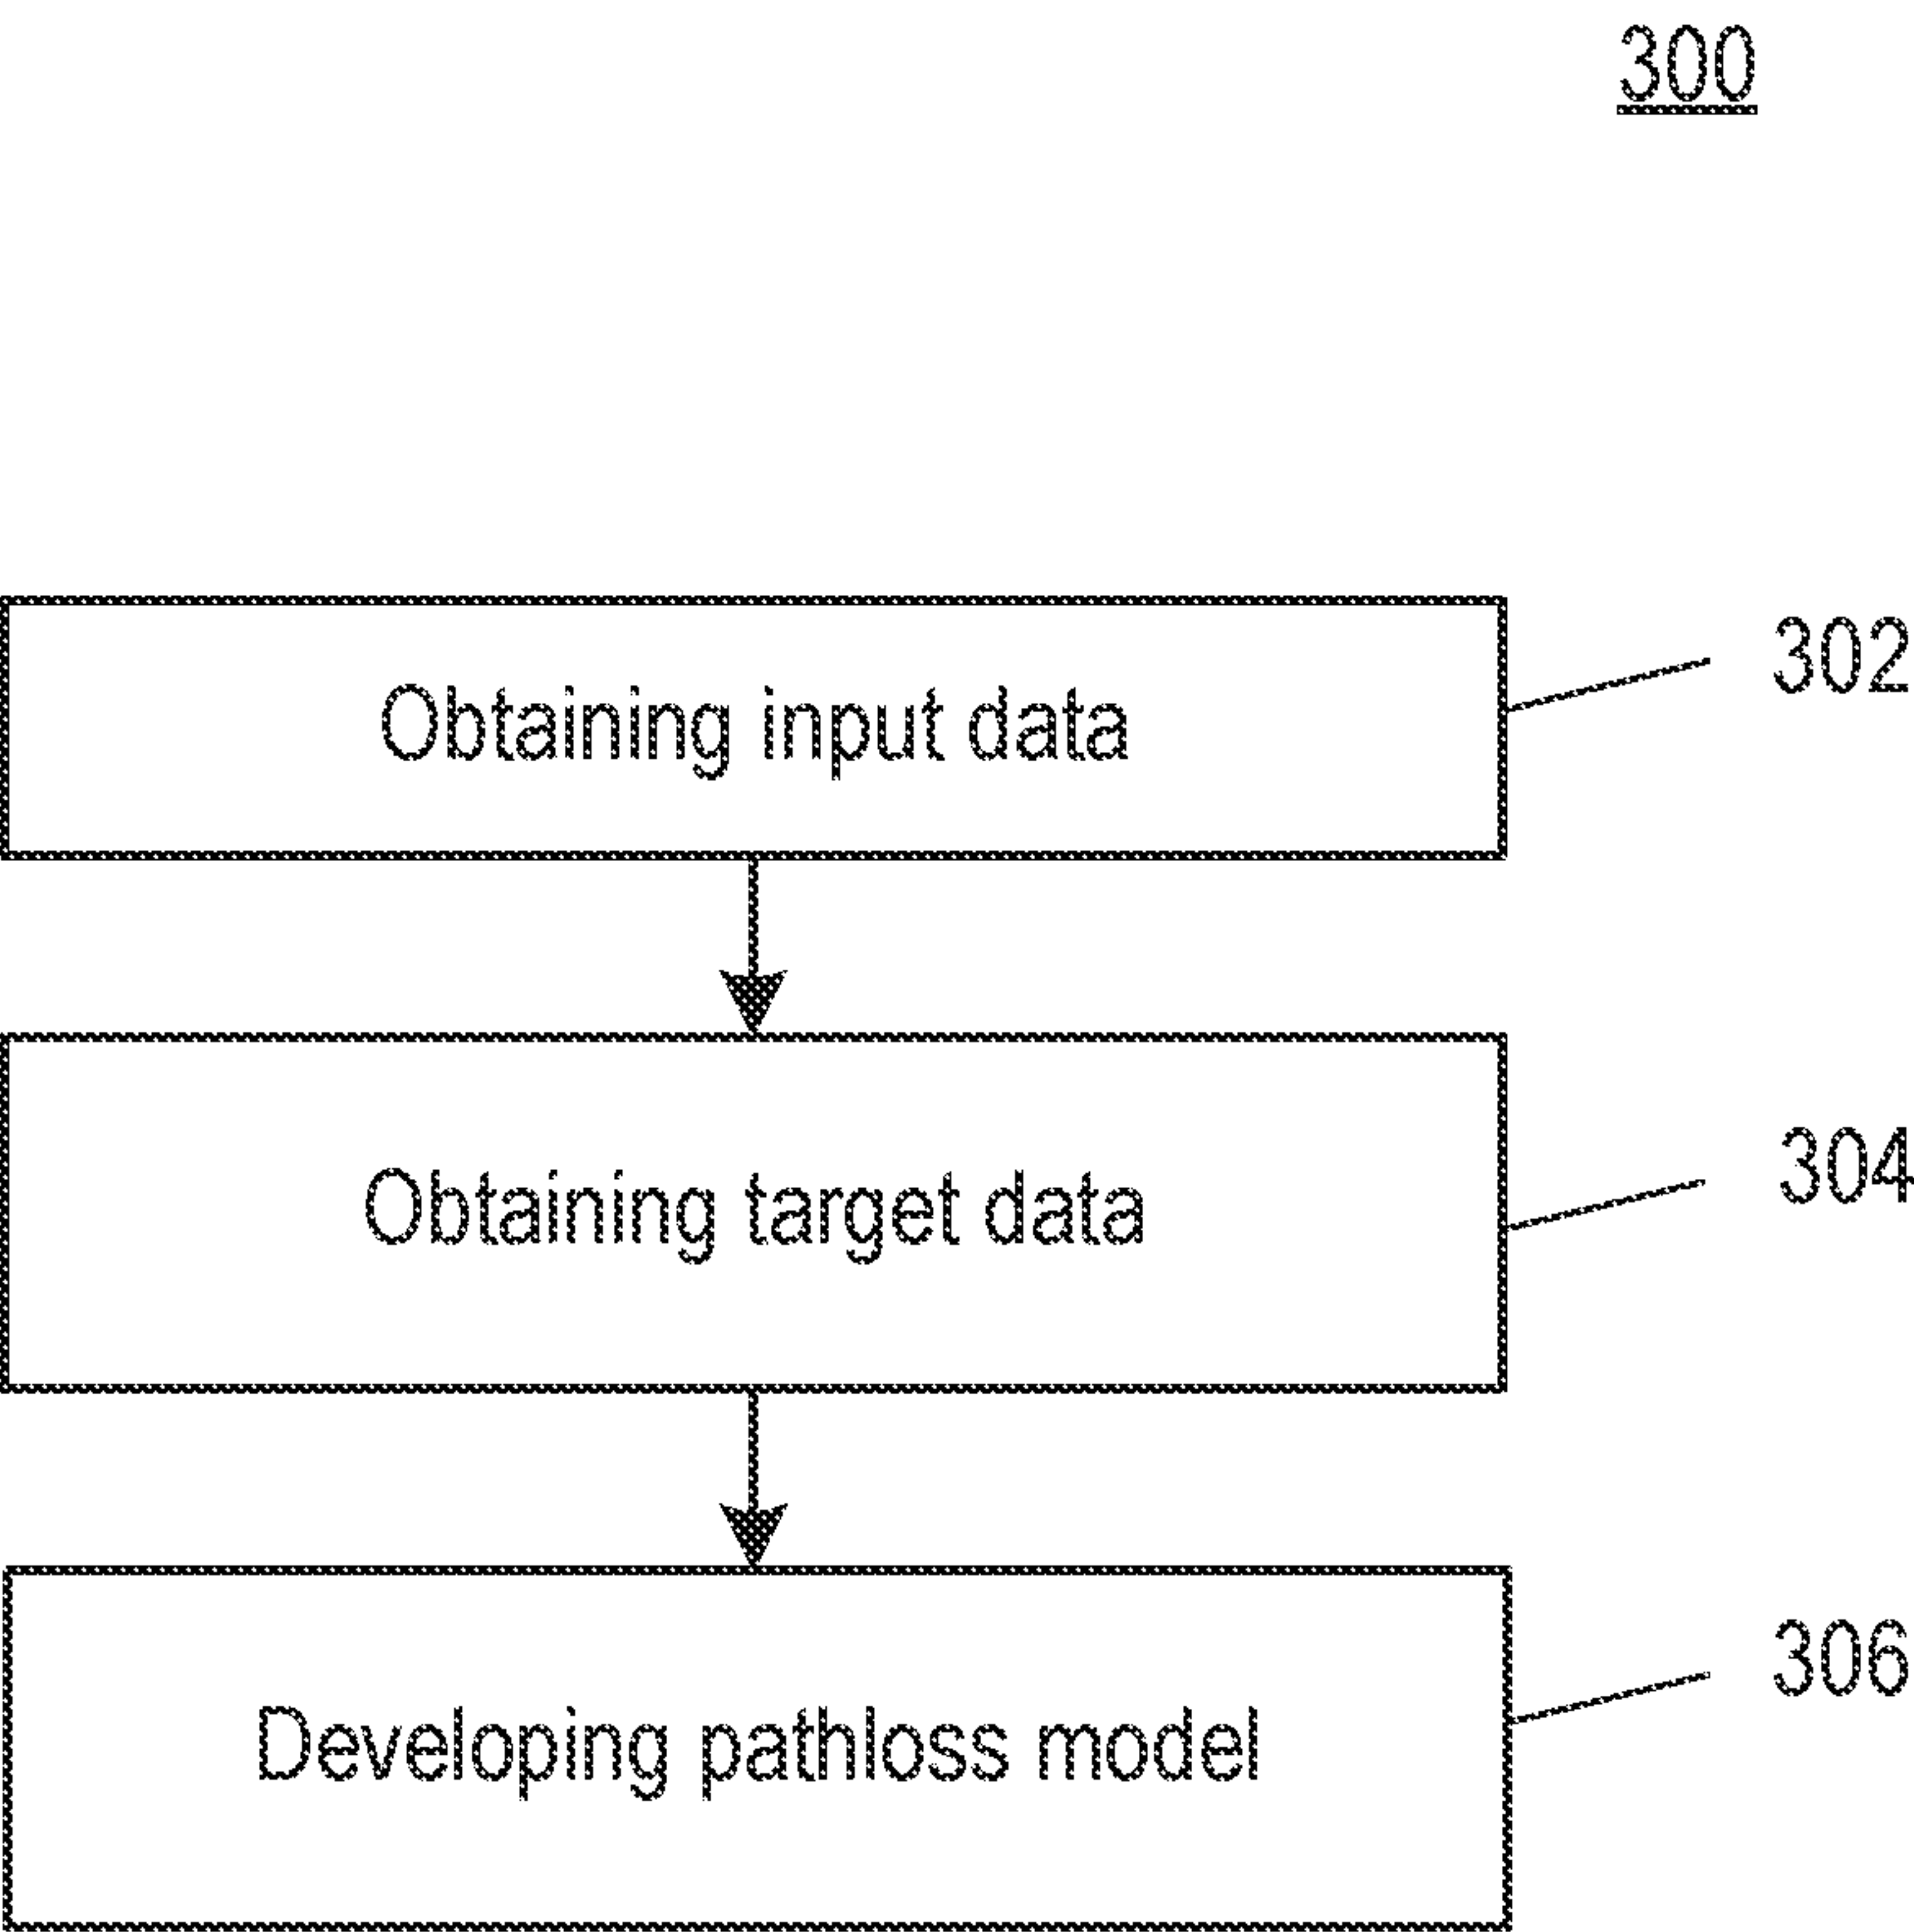 300
Obtaining input data
302
Obtaining target data
304
Developing pathloss model
306